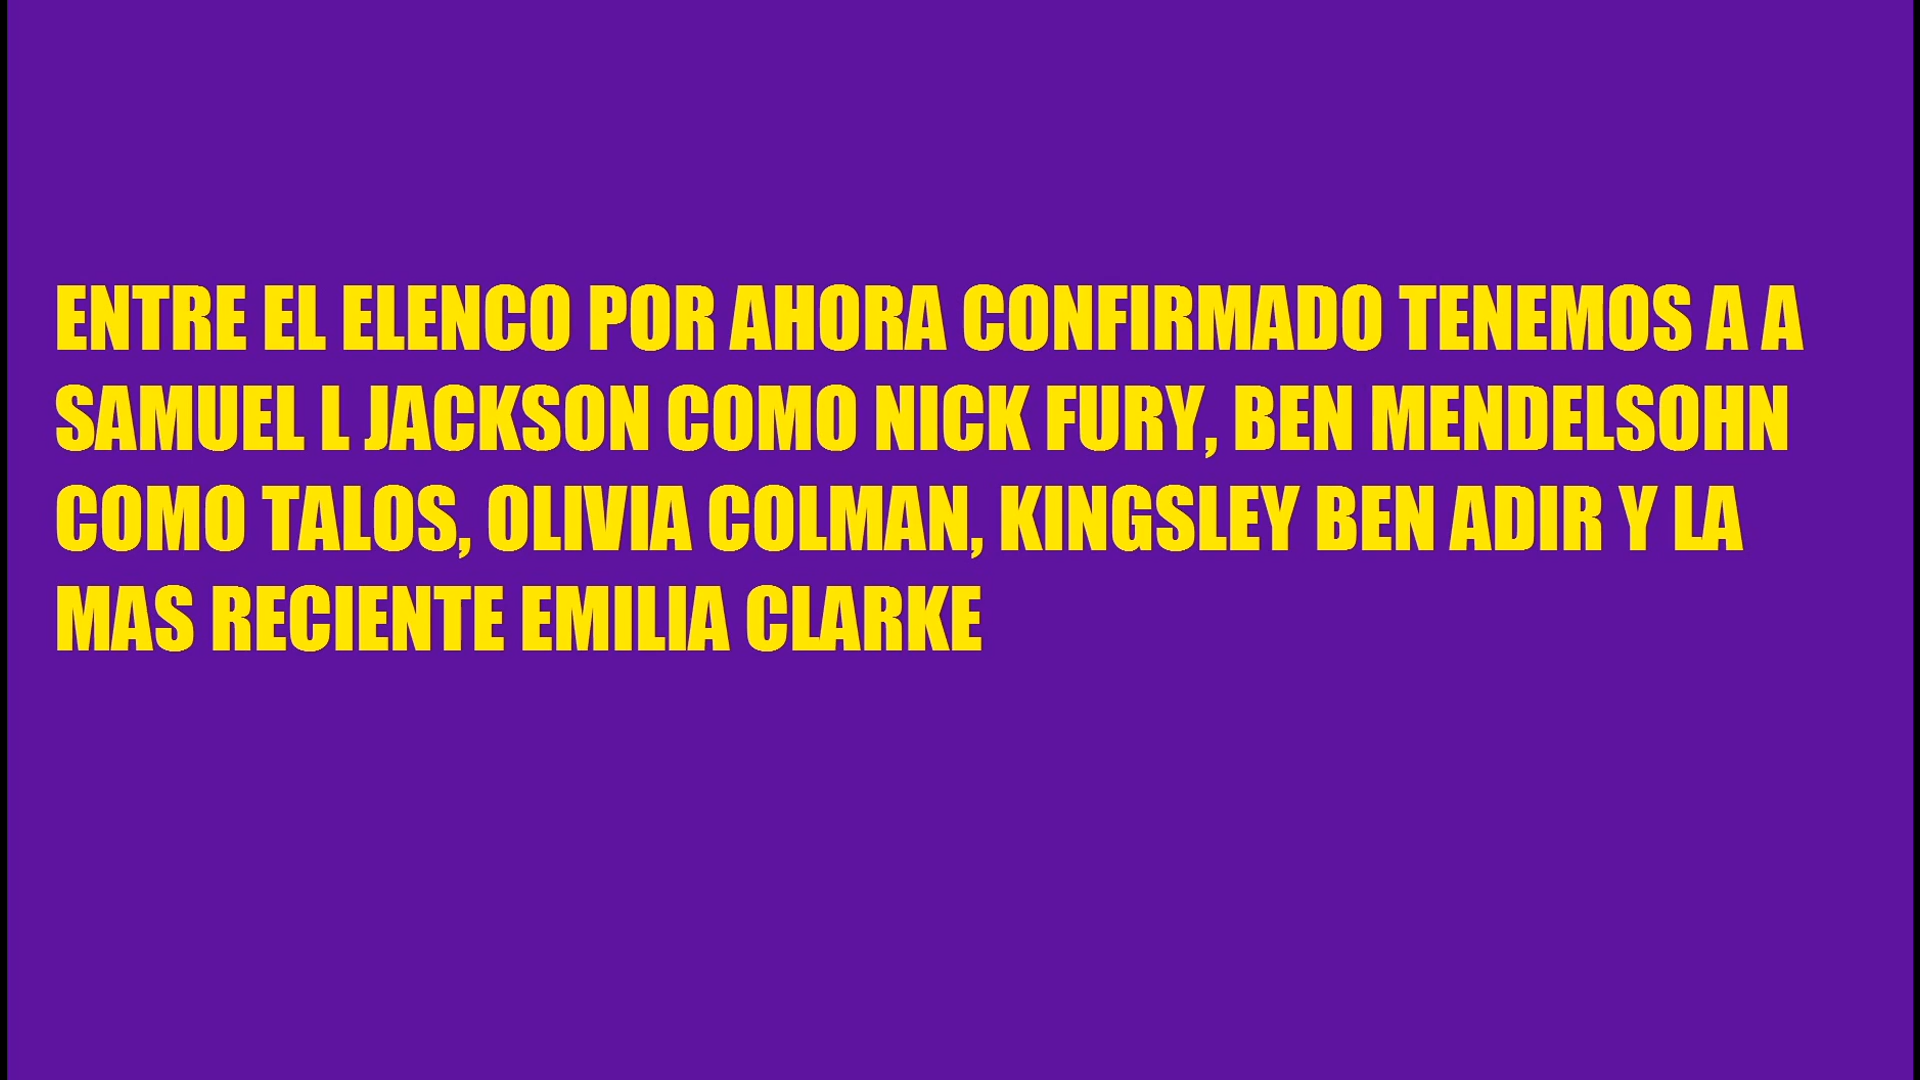 ENTRE EL ELENCO POR AHORA CONFIRMADO TENEMOS A A
SAMUEL L JACKSON COMO NICK FURY, BEN MENDELSOHN
COMO TALOS, OLIVIA COLMAN, KINGSLEY BEN ADIR Y LA
MAS RECIENTE EMILIA CLARKE